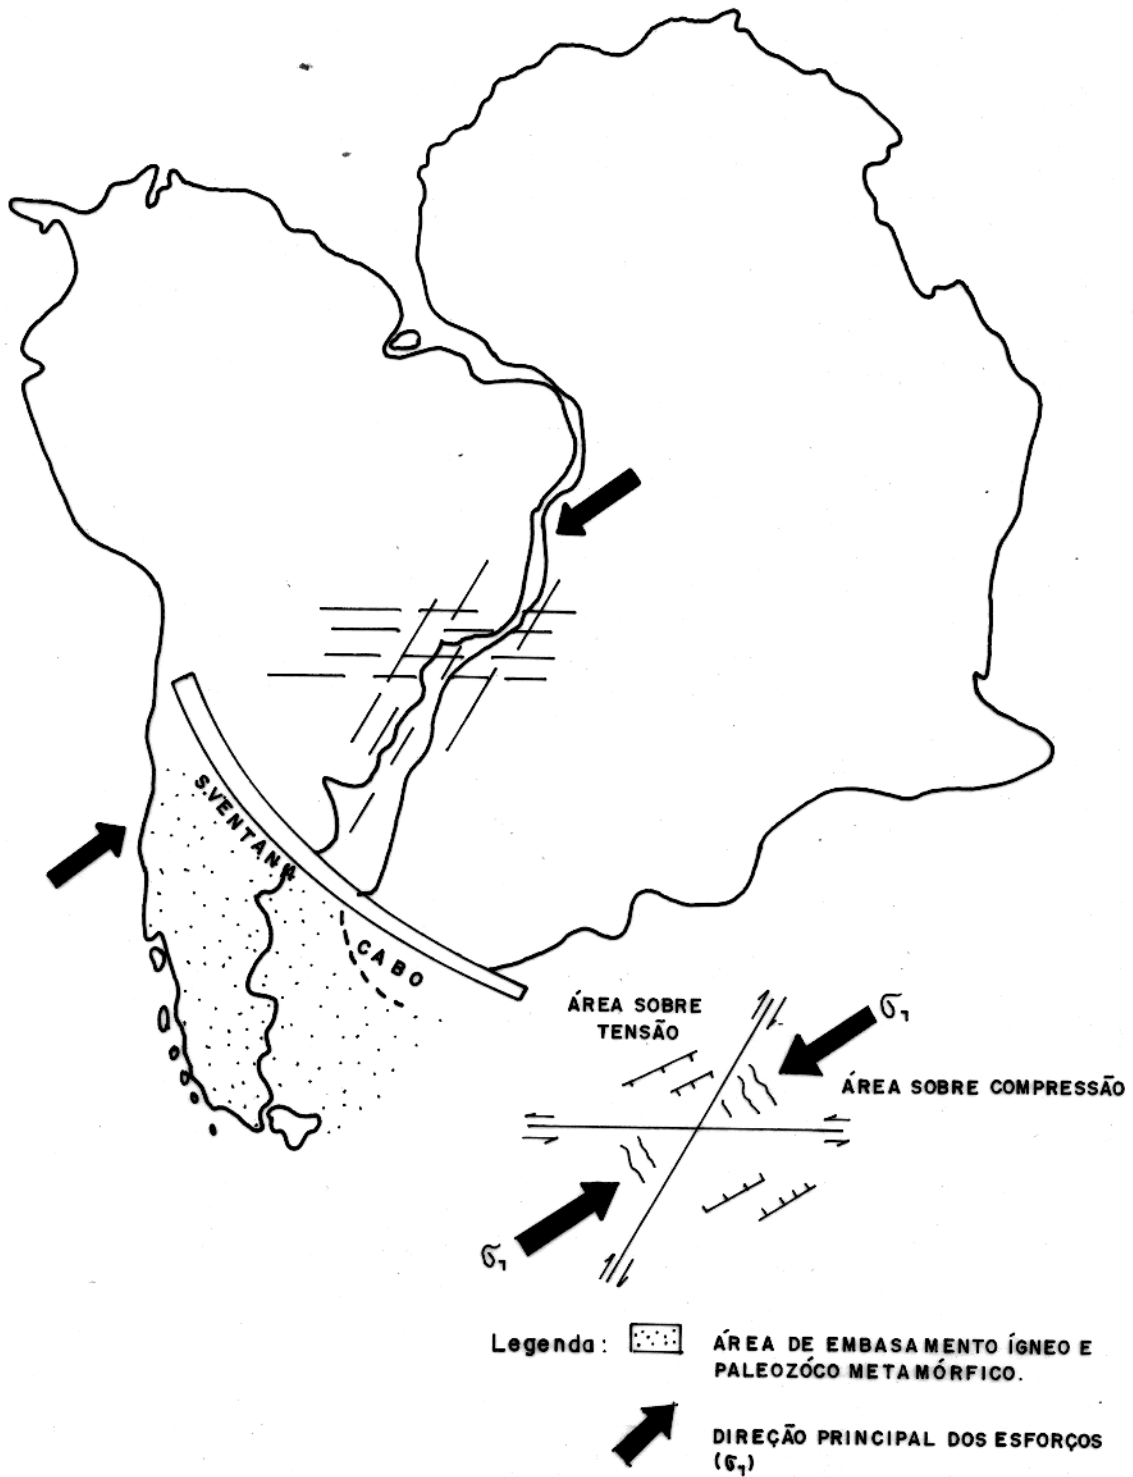 S.VENTANA
CABO
ÁREA SOBRE
TENSÃO
σ₁
ÁREA SOBRE COMPRESSÃO
σ₁
Legenda:
ÁREA DE EMBASAMENTO ÍGNEO E
PALEOZÓCO METAMÓRFICO.
DIREÇÃO PRINCIPAL DOS ESFORÇOS
(σ₁)